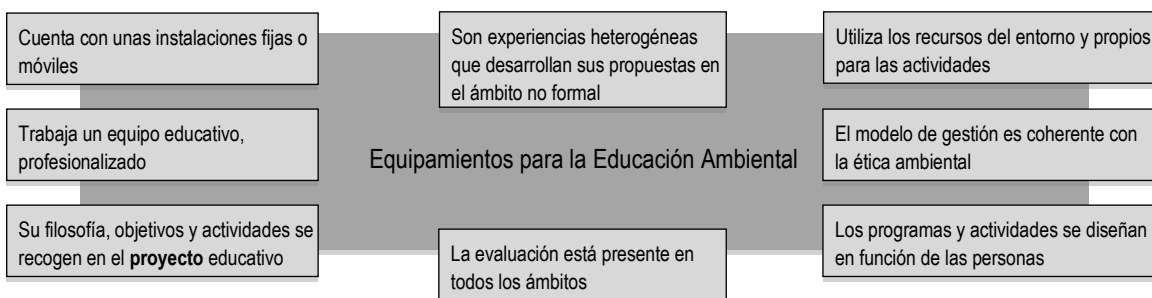 Cuenta con unas instalaciones fijas o
móviles
Son experiencias heterogéneas
que desarrollan sus propuestas en
el ámbito no formal
Utiliza los recursos del entorno y propios
para las actividades
Trabaja un equipo educativo,
profesionalizado
Equipamientos para la Educación Ambiental
El modelo de gestión es coherente con
la ética ambiental
Su filosofía, objetivos y actividades se
recogen en el proyecto educativo
La evaluación está presente en
todos los ámbitos
Los programas y actividades se diseñan
en función de las personas